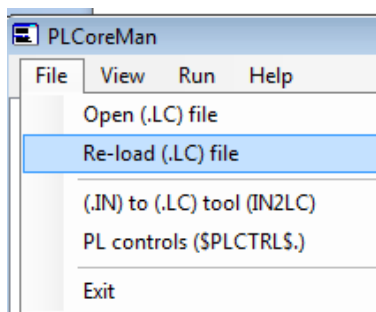 PLCoreMan
File View Run Help
Open (.LC) file
Re-load (.LC) file
(.IN) to (.LC) tool (IN2LC)
PL controls ($PLCTRL$.)
Exit